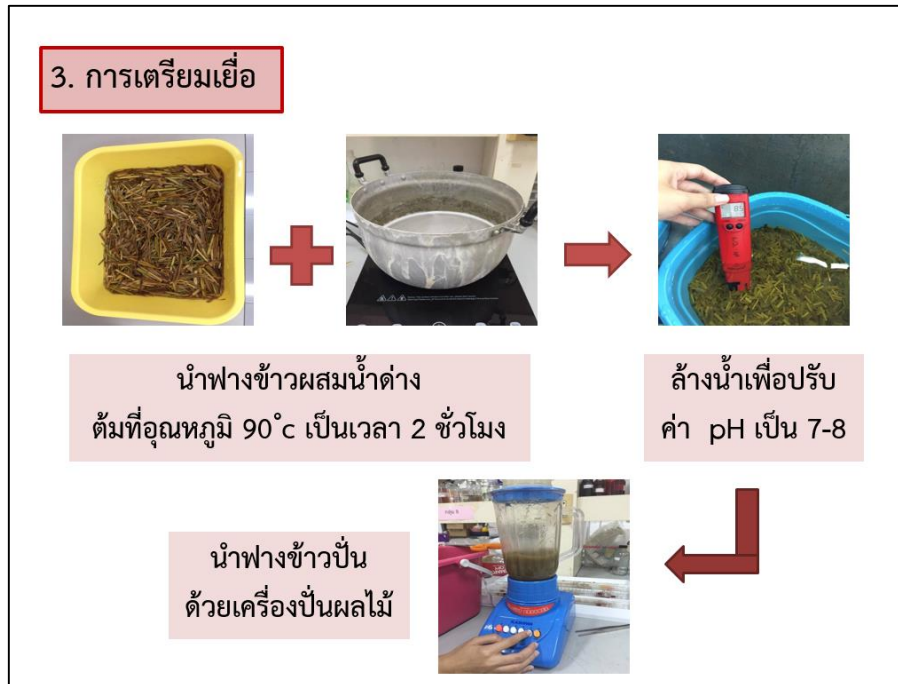 3. การเตรียมเยื่อ
นำฟางข้าวผสมน้ำด่าง
ต้มที่อุณหภูมิ 90°c เป็นเวลา 2 ชั่วโมง
ล้างน้ำเพื่อปรับ
ค่า pH เป็น 7-8
นำฟางข้าวปั่น
ด้วยเครื่องปั่นผลไม้